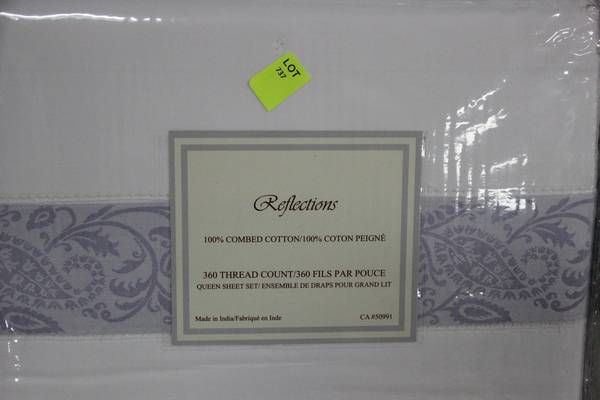 LOT
737
Reflections
100% COMBED COTTON/100% COTON PEIGNÉ
360 THREAD COUNT/360 FILS PAR POUCE
QUEEN SHEET SET/ ENSEMBLE DE DRAPS POUR GRAND LIT
Made in India/Fabriqué en Inde CA #50991